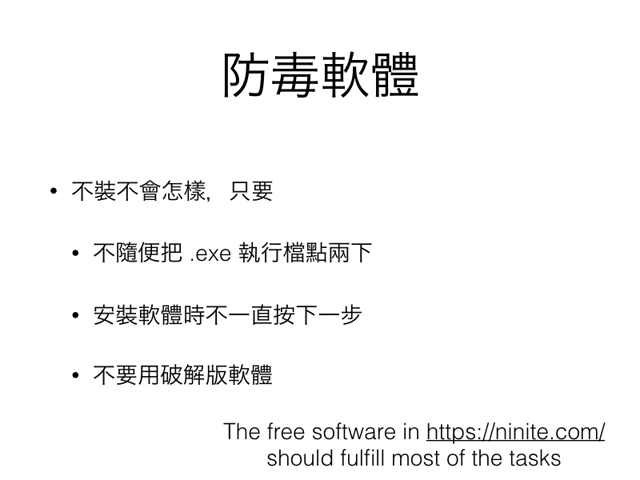 防毒軟體
• 不裝不會怎樣，只要
• 不隨便把 .exe 執行檔點兩下
• 安裝軟體時不一直按下一步
• 不要用破解版軟體
The free software in https://ninite.com/
should fulfill most of the tasks